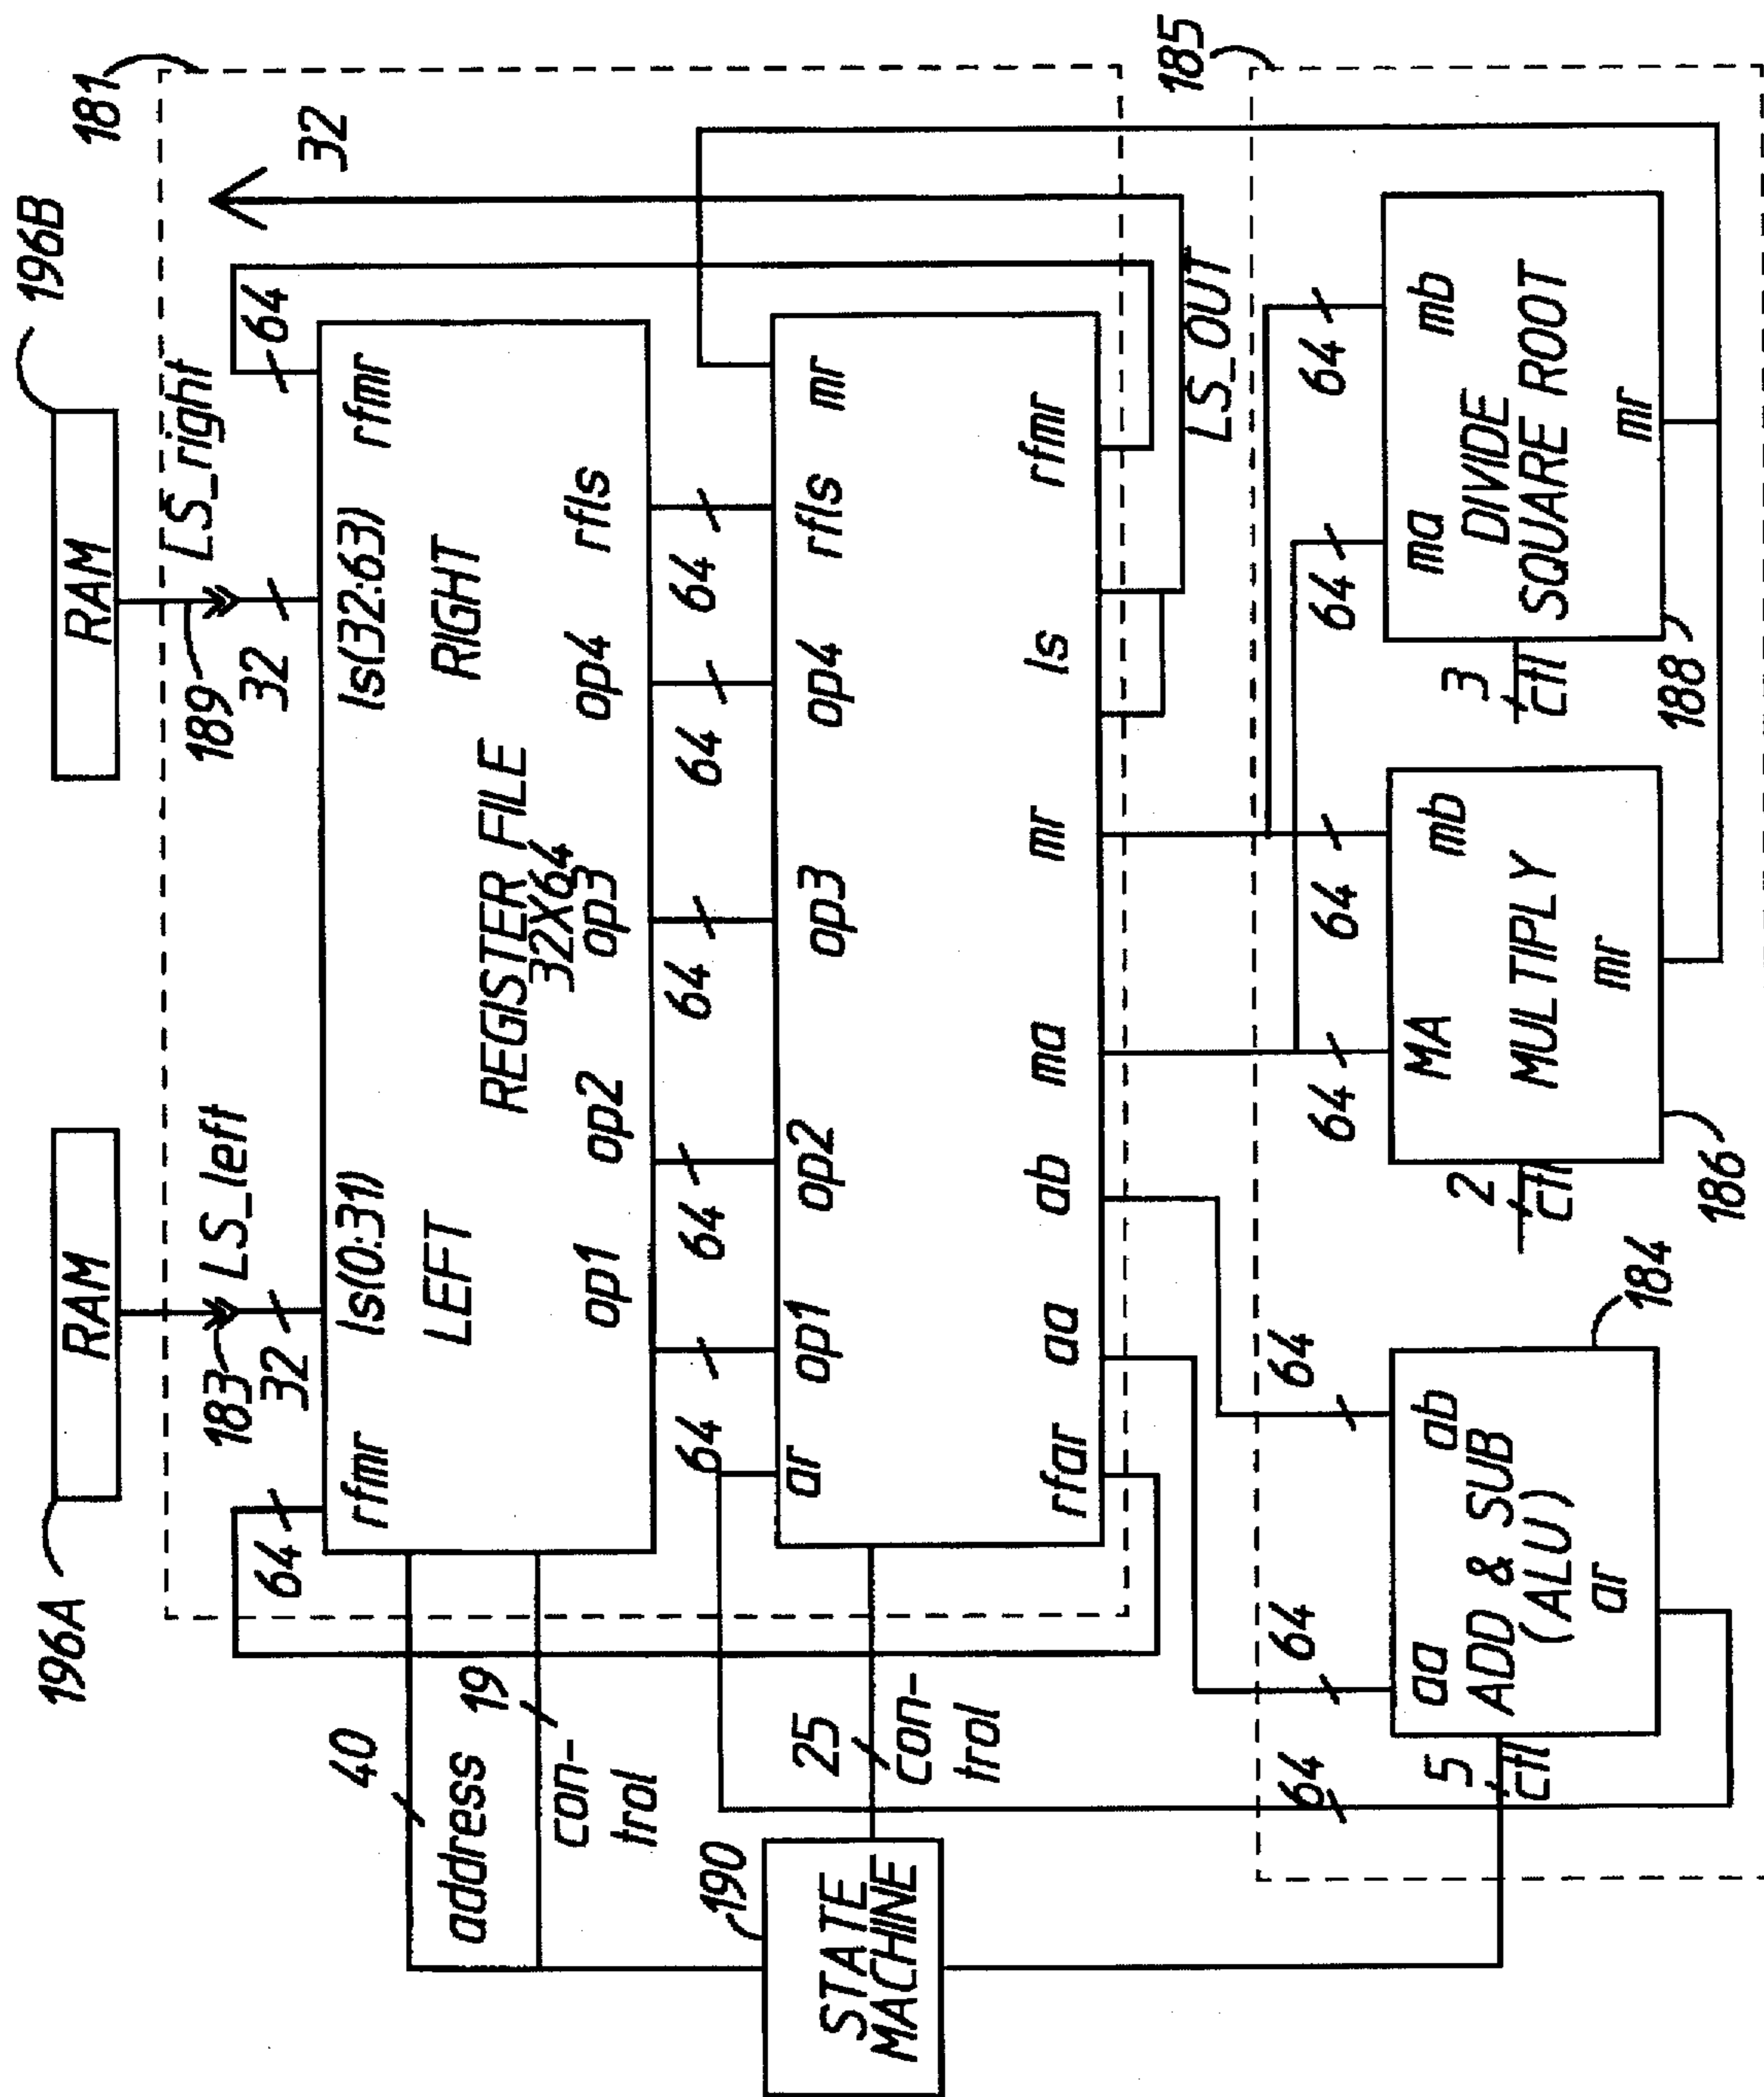 196A
RAM
196B
RAM
181
183
LS_left
32
189
LS_right
32
32
64
64
rfmr
ls(0:31)
ls(32:63)
rfmr
LEFT
REGISTER FILE
32X64
RIGHT
op1
op2
op3
op4
rfls
40
address
19
con-
trol
64
64
64
64
64
64
ar
op1
op2
op3
op4
rfls
mr
190
STATE
MACHINE
25
con-
trol
rfar
aa
ab
ma
mr
ls
rfmr
LS_OUT
185
64
64
64
64
64
64
64
5
ctl
aa
ab
ADD & SUB
(ALU)
ar
184
2
ctl
MA
mb
MULTIPLY
mr
186
3
ctl
ma
mb
DIVIDE
SQUARE ROOT
mr
188